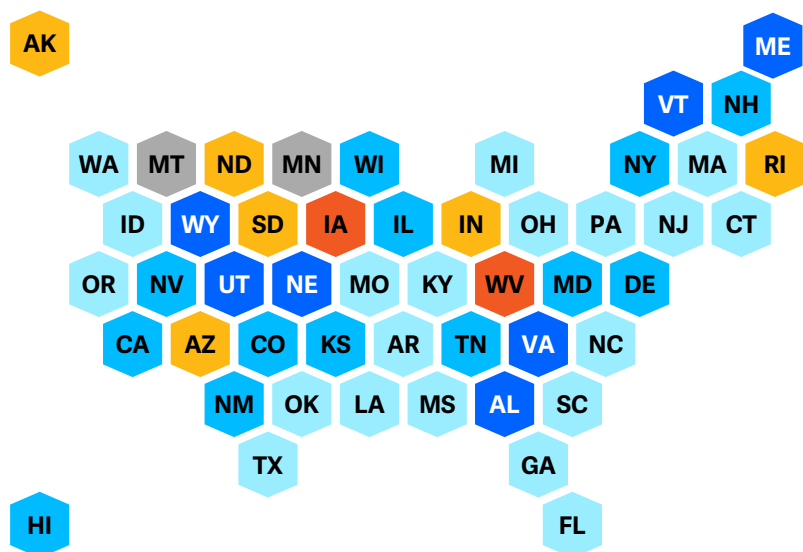 AK
ME
VT NH
WA MT ND MN WI MI NY MA RI
ID WY SD IA IL IN OH PA NJ CT
OR NV UT NE MO KY WV MD DE
CA AZ CO KS AR TN VA NC
NM OK LA MS AL SC
TX GA
HI FL